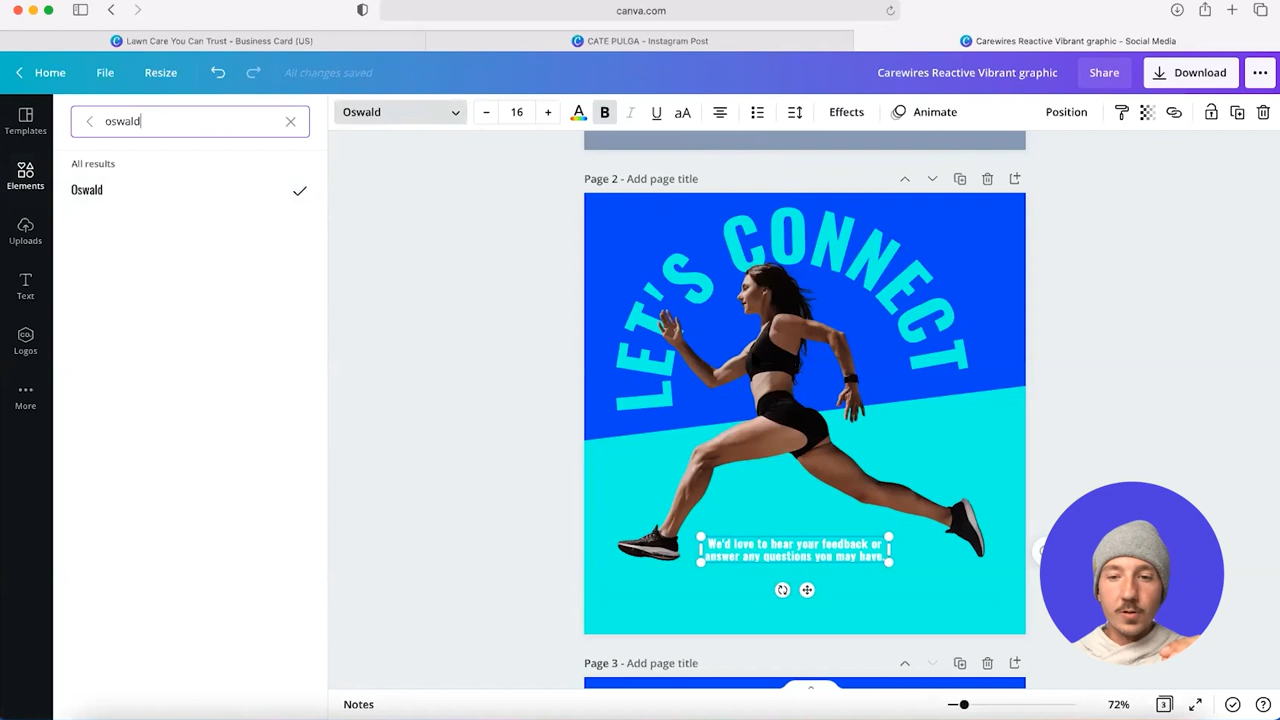 canva.com
Lawn Care You Can Trust - Business Card (US)
CATE PULGA - Instagram Post
Carewires Reactive Vibrant graphic - Social Media
Home
File
Resize
All changes saved
Carewires Reactive Vibrant graphic
Share
Download
Templates
Elements
Uploads
Text
CO.
Logos
More
oswald
All results
Oswald
Oswald
16
B
I
U
aA
Effects
Animate
Position
Page 2 - Add page title
LET'S CONNECT
We'd love to hear your feedback or
answer any questions you may have.
Page 3 - Add page title
Notes
72%
3